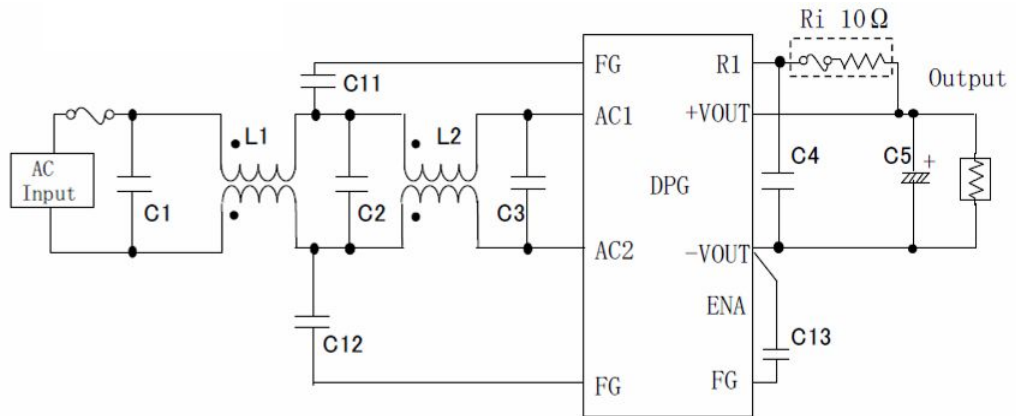 Ri 10Ω
FG
R1
Output
C11
AC1
+VOUT
L1
L2
C4
C5
+
AC
Input
DPG
C1
C2
C3
AC2
-VOUT
ENA
C12
C13
FG
FG